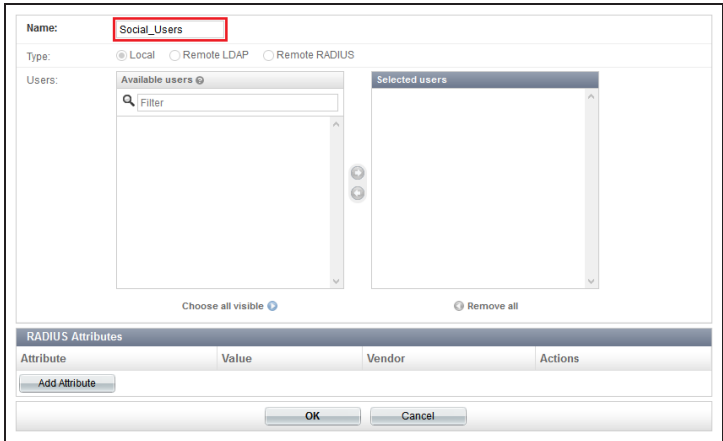 Name: Social_Users
Type: Local Remote LDAP Remote RADIUS
Users: Available users Selected users
Filter
Choose all visible Remove all
RADIUS Attributes
Attribute Value Vendor Actions
Add Attribute
OK Cancel